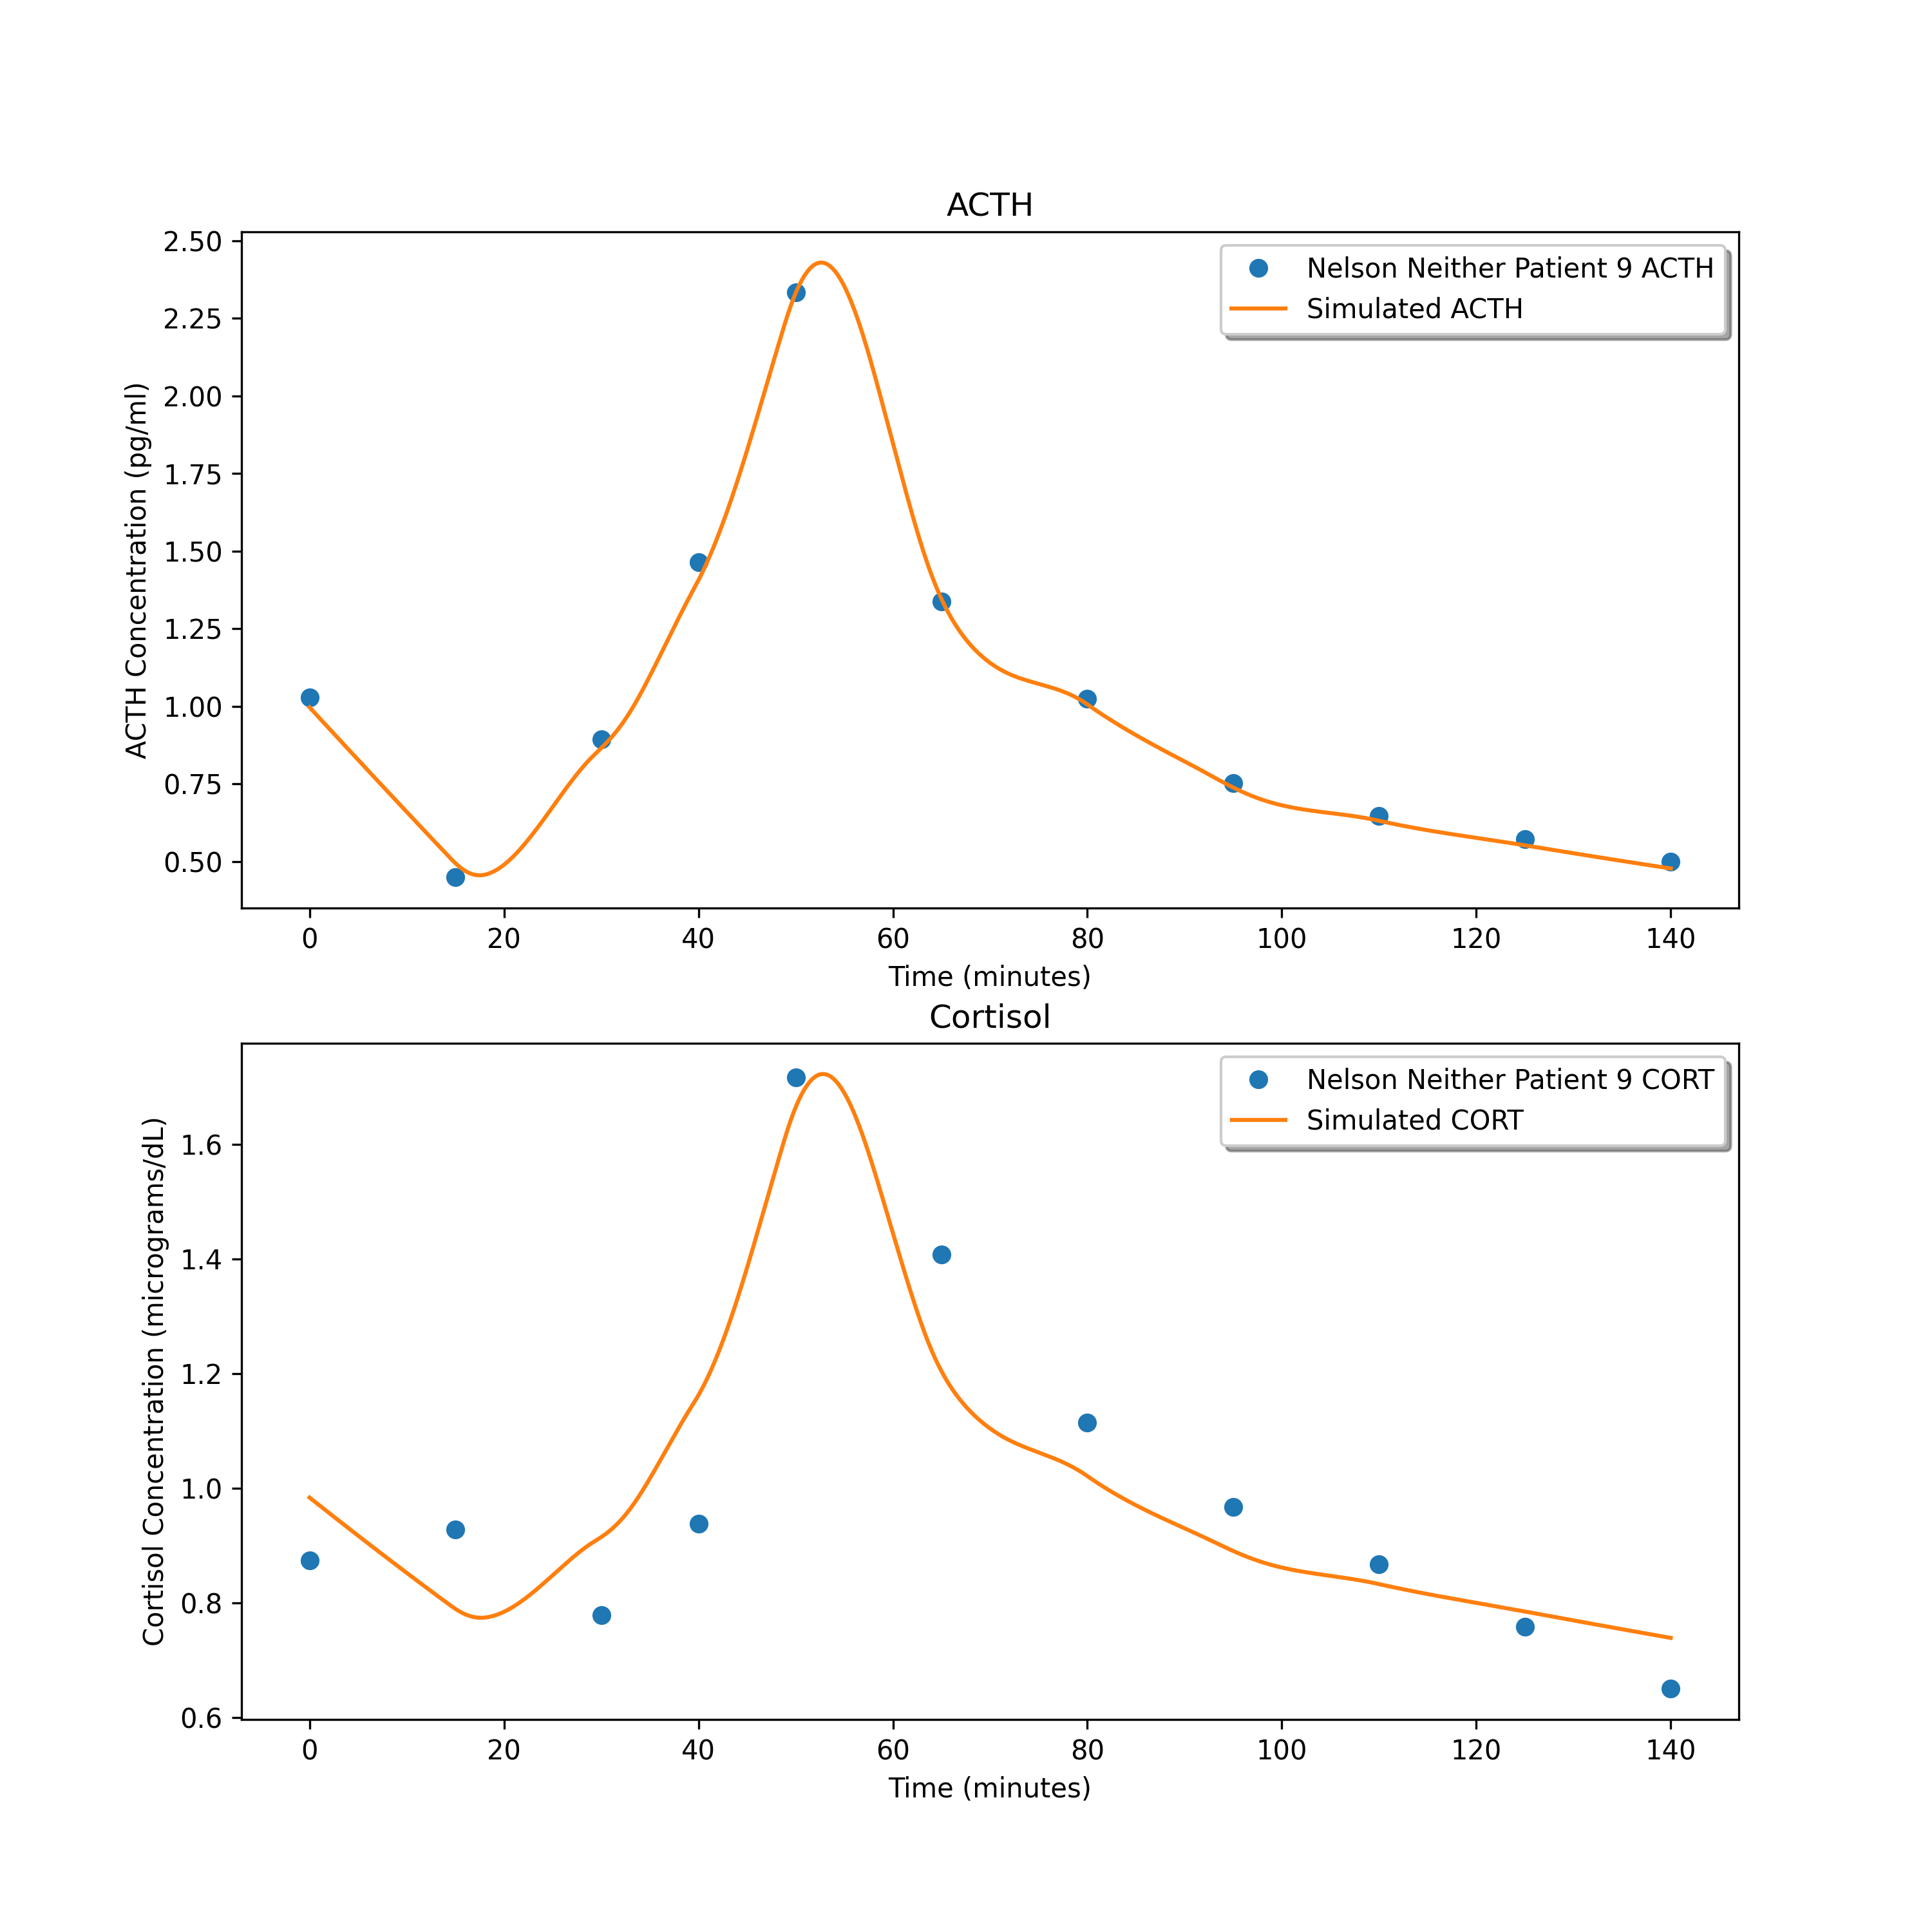 ACTH
2.50
2.25
2.00
1.75
1.50
1.25
1.00
0.75
0.50
ACTH Concentration (pg/ml)
Nelson Neither Patient 9 ACTH
Simulated ACTH
0 20 40 60 80 100 120 140
Time (minutes)
Cortisol
1.6
1.4
1.2
1.0
0.8
0.6
Cortisol Concentration (micrograms/dL)
Nelson Neither Patient 9 CORT
Simulated CORT
0 20 40 60 80 100 120 140
Time (minutes)